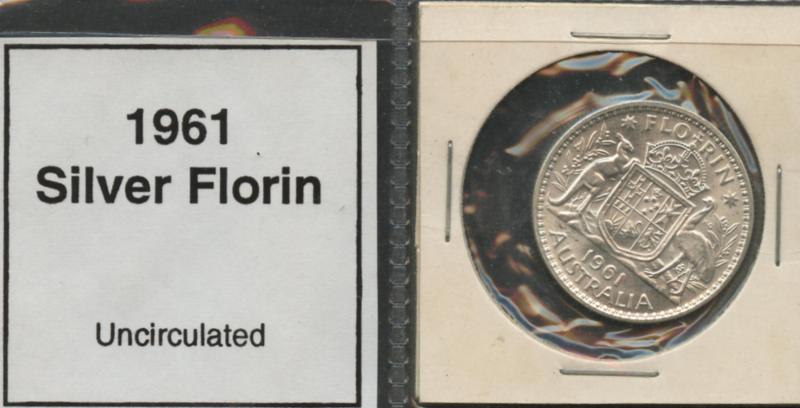 1961
Silver Florin
Uncirculated
FLORIN
1961
AUSTRALIA